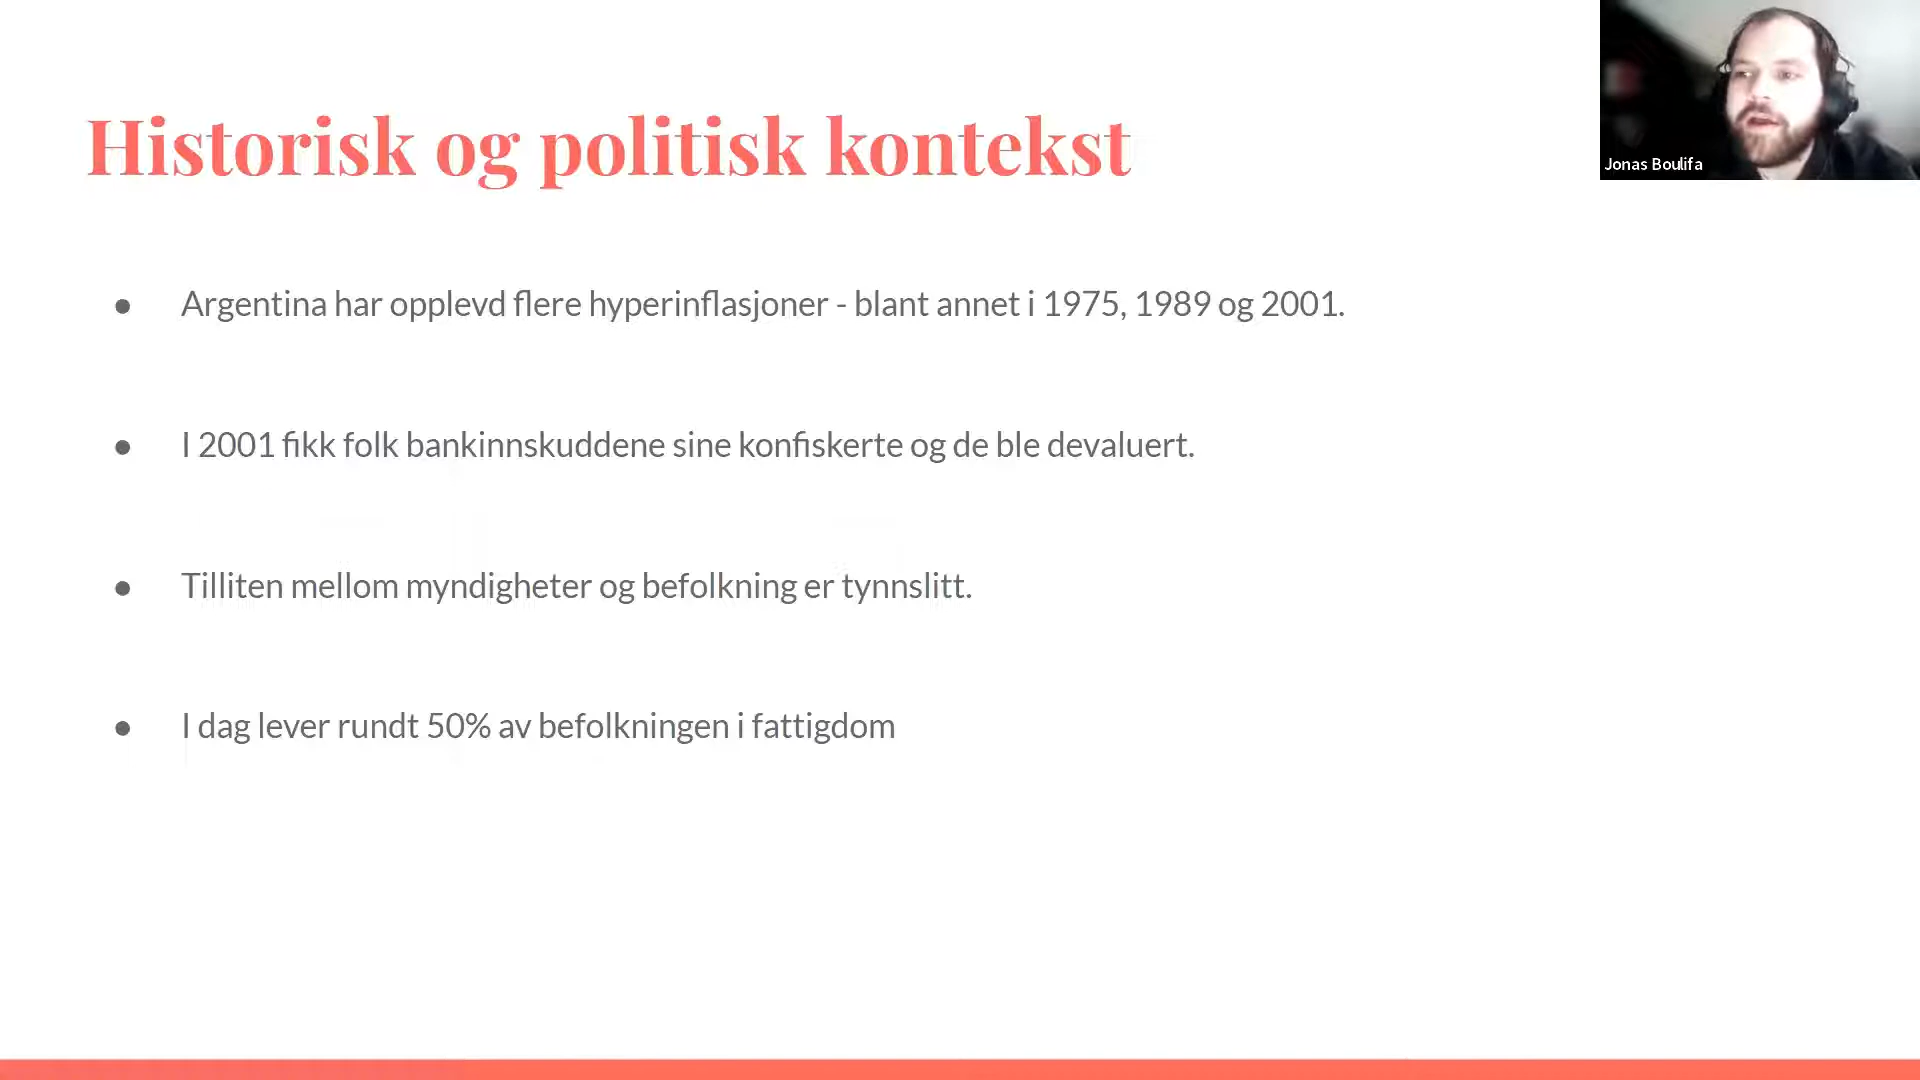 Historisk og politisk kontekst
Jonas Boulifa
● Argentina har opplevd flere hyperinflasjoner - blant annet i 1975, 1989 og 2001.
● I 2001 fikk folk bankinnskuddene sine konfiskerte og de ble devaluert.
● Tilliten mellom myndigheter og befolkning er tynnslitt.
● I dag lever rundt 50% av befolkningen i fattigdom